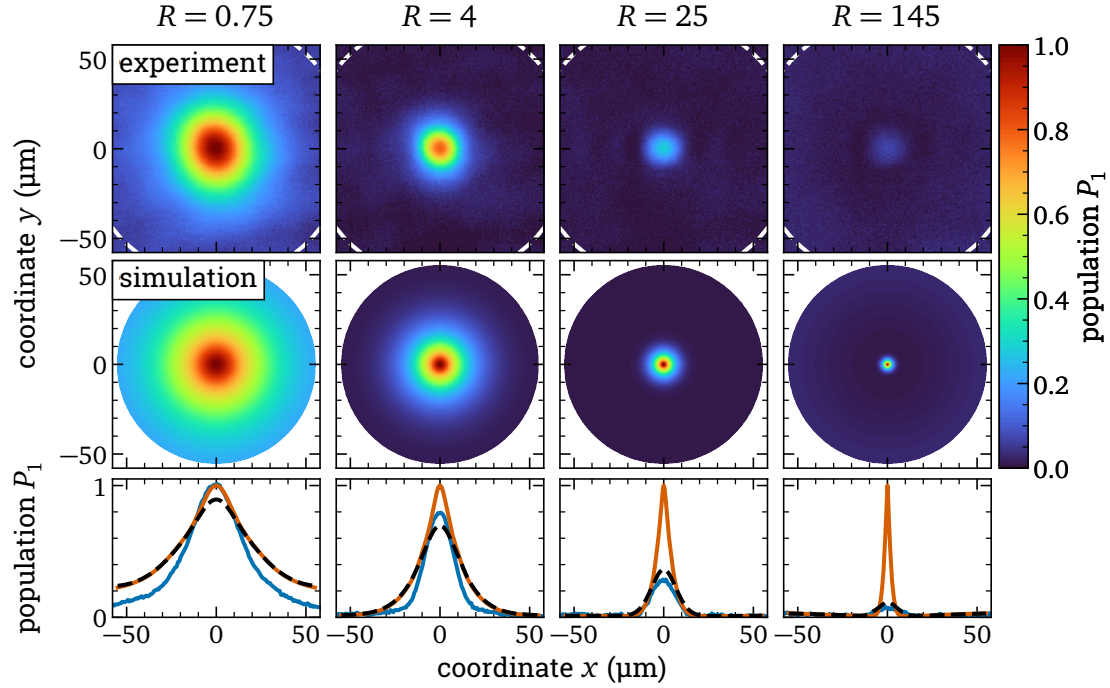 R = 0.75 R = 4 R = 25 R = 145
experiment
50
0
−50
coordinate y (μm)
simulation
50
0
−50
1.0
0.8
0.6
0.4
0.2
0.0
population P₁
1
0
population P₁
−50 0 50 −50 0 50 −50 0 50 −50 0 50
coordinate x (μm)